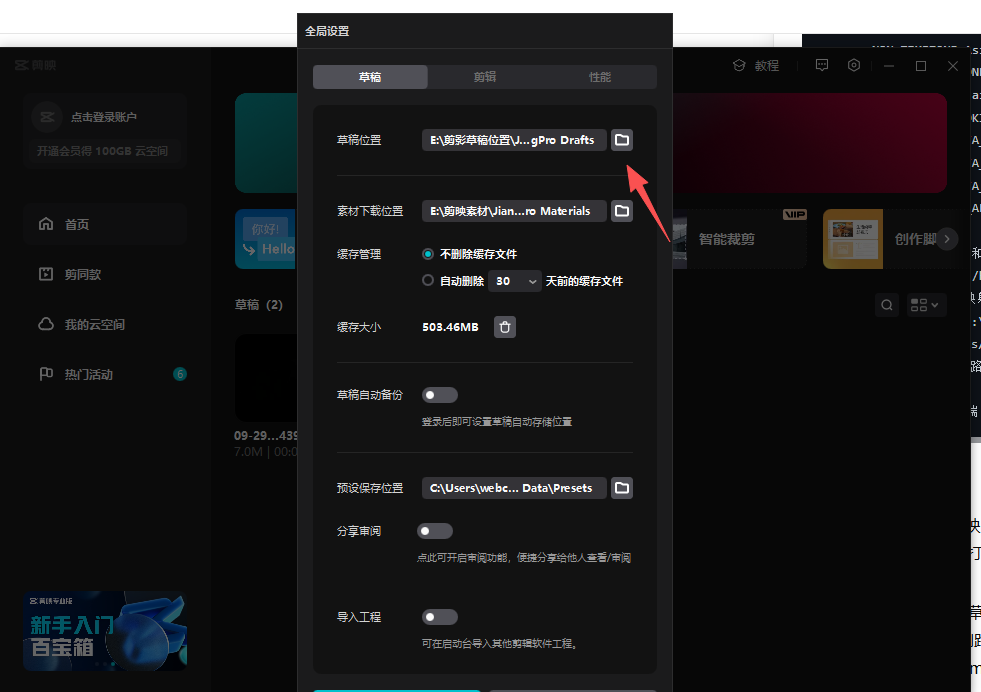 全局设置
剪映
教程
草稿
剪辑
性能
点击登录账户
开通会员得 100GB 云空间
草稿位置
E:\剪影草稿位置\J...gPro Drafts
素材下载位置
E:\剪映素材\Jian...ro Materials
你好!
Hello
VIP
智能裁剪
创作脚
首页
缓存管理
不删除缓存文件
剪同款
自动删除
30
天前的缓存文件
草稿 (2)
我的云空间
缓存大小
503.46MB
热门活动
6
草稿自动备份
登录后即可设置草稿自动存储位置
09-29...439
7.0M | 00:0
预设保存位置
C:\Users\webc... Data\Presets
分享审阅
点此可开启审阅功能，便捷分享给他人查看/审阅
剪映专业版
新手入门
百宝箱
导入工程
可在启动台导入其他剪辑软件工程。